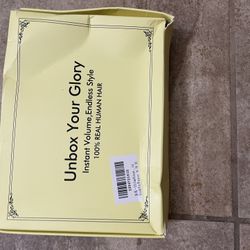 Unbox Your Glory
Instant Volume,Endless Style
100% REAL HUMAN HAIR